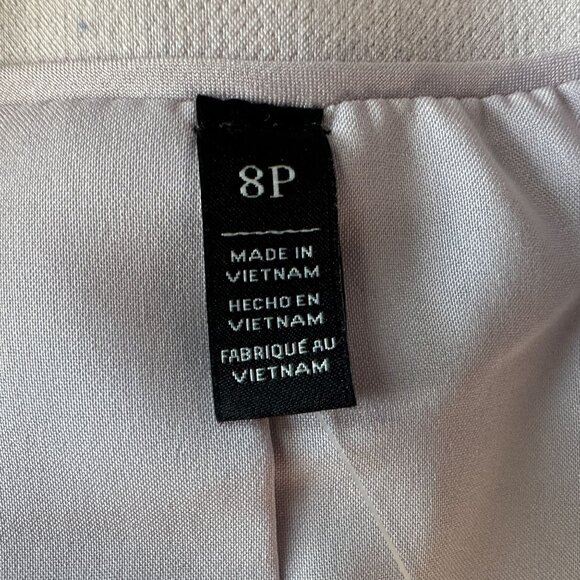 8P
MADE IN
VIETNAM
HECHO EN
VIETNAM
FABRIQUÉ AU
VIETNAM